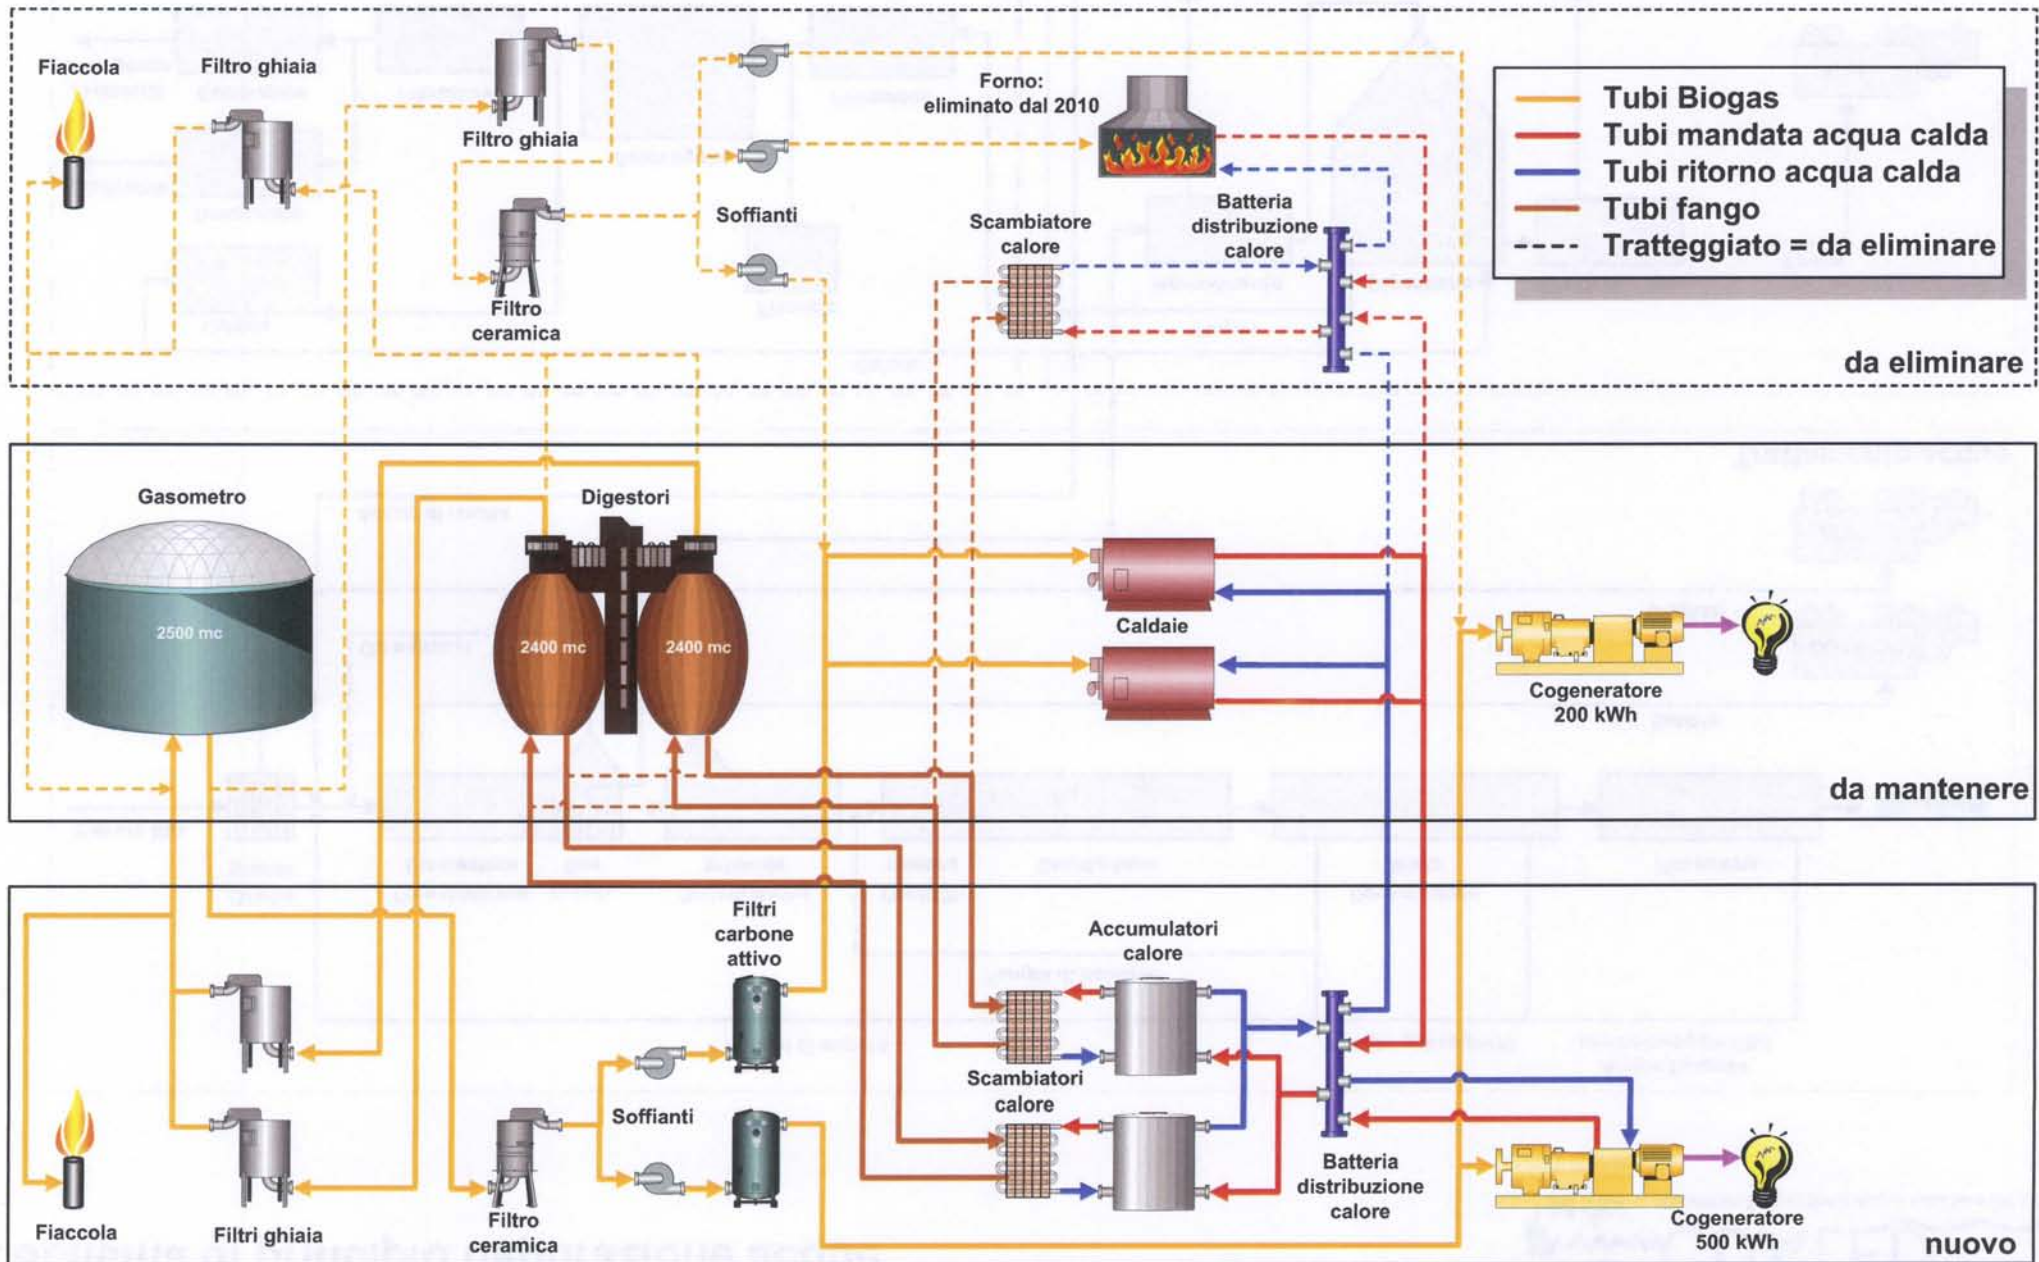 Fiaccola
Filtro ghiaia
Filtro ghiaia
Filtro
ceramica
Soffianti
Forno:
eliminato dal 2010
Scambiatore
calore
Batteria
distribuzione
calore
Tubi Biogas
Tubi mandata acqua calda
Tubi ritorno acqua calda
Tubi fango
Tratteggiato = da eliminare
da eliminare
Gasometro
2500 mc
Digestori
2400 mc
2400 mc
Caldaie
Cogeneratore
200 kWh
da mantenere
Filtri
carbone
attivo
Accumulatori
calore
Scambiatori
calore
Soffianti
Fiaccola
Filtri ghiaia
Filtro
ceramica
Batteria
distribuzione
calore
Cogeneratore
500 kWh
nuovo